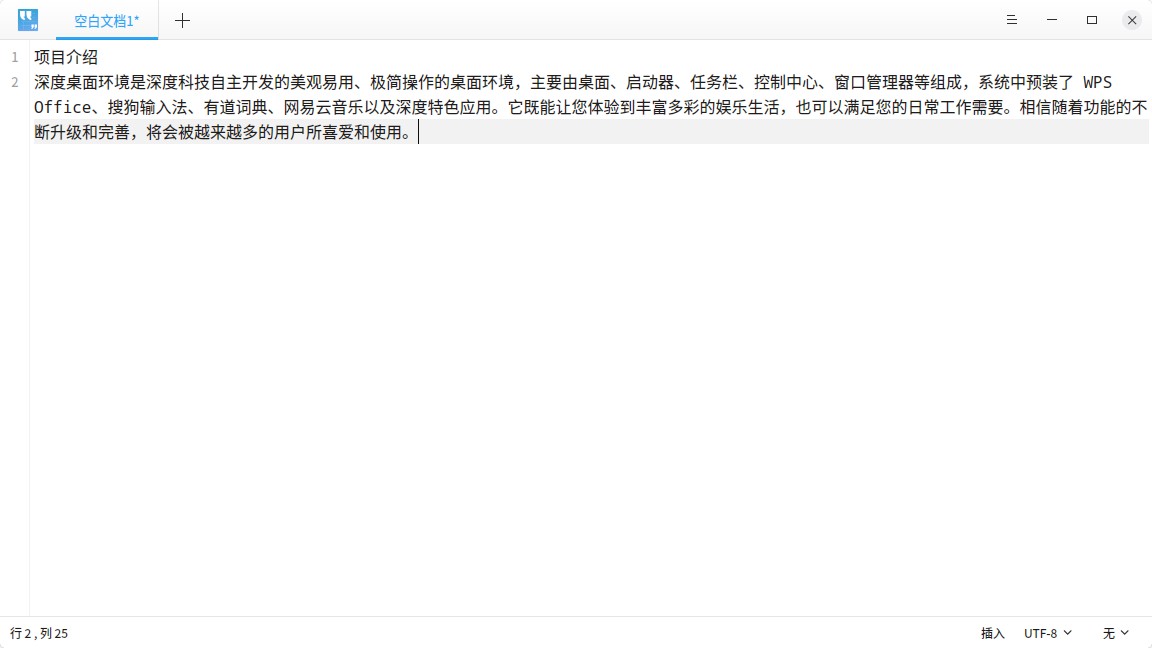 空白文档1*
1 项目介绍
2 深度桌面环境是深度科技自主开发的美观易用、极简操作的桌面环境，主要由桌面、启动器、任务栏、控制中心、窗口管理器等组成，系统中预装了 WPS
Office、搜狗输入法、有道词典、网易云音乐以及深度特色应用。它既能让您体验到丰富多彩的娱乐生活，也可以满足您的日常工作需要。相信随着功能的不
断升级和完善，将会被越来越多的用户所喜爱和使用。
行2,列25 插入 UTF-8 无